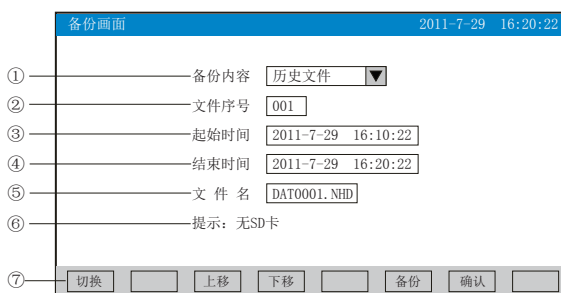 备份画面 2011-7-29 16:20:22
① 备份内容 历史文件 ▼
② 文件序号 001
③ 起始时间 2011-7-29 16:10:22
④ 结束时间 2011-7-29 16:20:22
⑤ 文 件 名 DAT0001.NHD
⑥ 提示：无SD卡
⑦ 切换 上移 下移 备份 确认